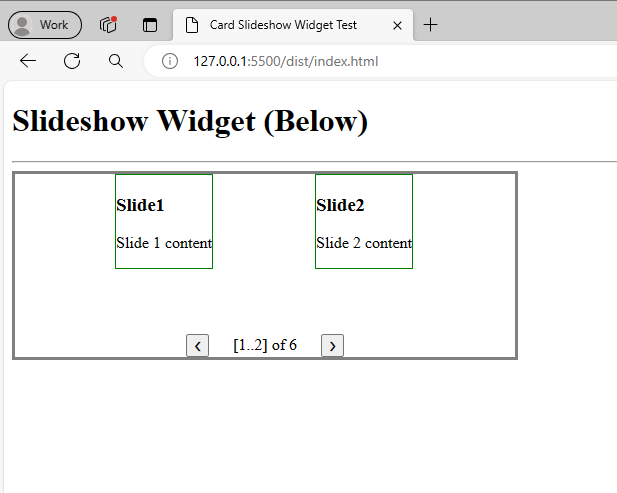 Work
Card Slideshow Widget Test
127.0.0.1:5500/dist/index.html
Slideshow Widget (Below)
Slide1 Slide2
Slide 1 content Slide 2 content
‹ [1..2] of 6 ›